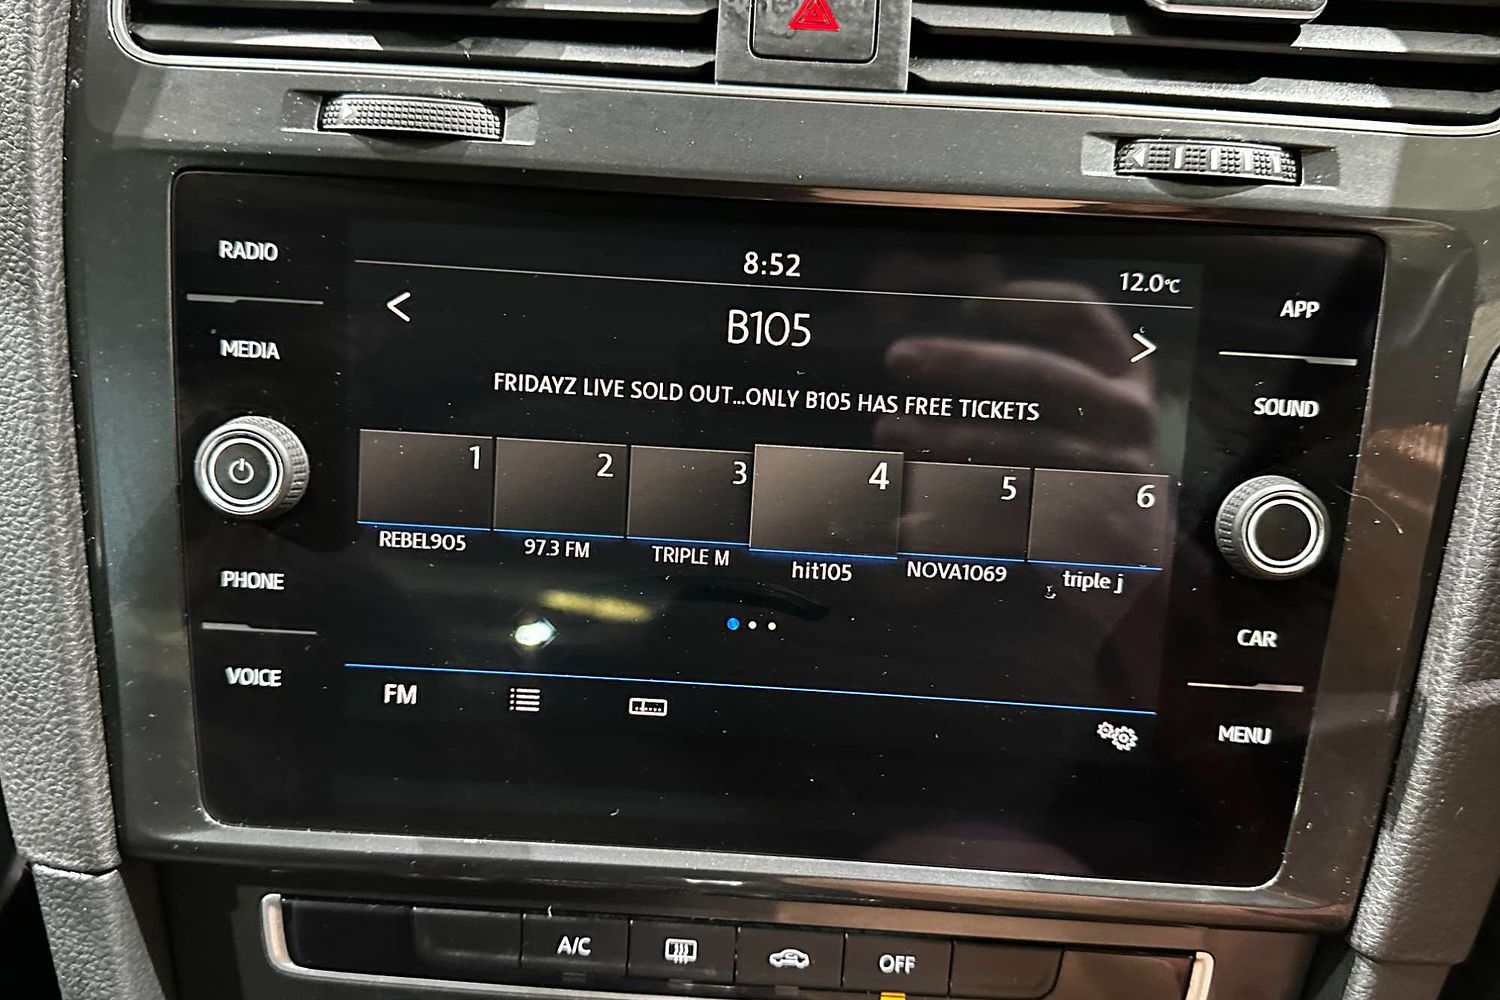 RADIO
MEDIA
PHONE
VOICE
8:52
12.0°C
B105
FRIDAYZ LIVE SOLD OUT...ONLY B105 HAS FREE TICKETS
1 2 3 4 5 6
REBEL905 97.3 FM TRIPLE M hit105 NOVA1069 triple j
FM
APP
SOUND
CAR
MENU
A/C OFF